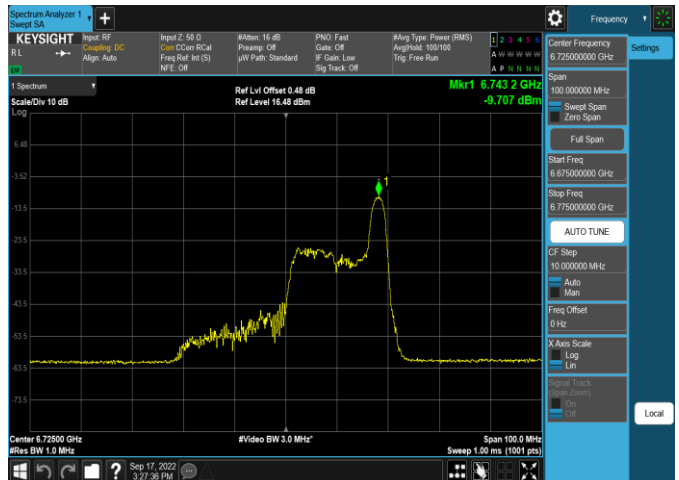 Spectrum Analyzer 1
Swept SA
+
Frequency
KEYSIGHT
RL
LV
Input: RF
Coupling: DC
Align: Auto
Input Z: 50 Ω
Corr CCorr RCal
Freq Ref: Int (S)
NFE: Off
#Atten: 16 dB
Preamp: Off
µW Path: Standard
PNO: Fast
Gate: Off
IF Gain: Low
Sig Track: Off
#Avg Type: Power (RMS)
Avg|Hold: 100/100
Trig: Free Run
1 2 3 4 5 6
A W W W W W
A P N N N N
1 Spectrum
Scale/Div 10 dB
Log
Ref Lvl Offset 0.48 dB
Ref Level 16.48 dBm
Mkr1 6.743 2 GHz
-9.707 dBm
6.48
-3.52
-13.5
-23.5
-33.5
-43.5
-53.5
-63.5
-73.5
1
Center 6.72500 GHz
#Res BW 1.0 MHz
#Video BW 3.0 MHz*
Span 100.0 MHz
Sweep 1.00 ms (1001 pts)
Center Frequency
6.725000000 GHz
Span
100.000000 MHz
Swept Span
Zero Span
Full Span
Start Freq
6.675000000 GHz
Stop Freq
6.775000000 GHz
AUTO TUNE
CF Step
10.000000 MHz
Auto
Man
Freq Offset
0 Hz
X Axis Scale
Log
Lin
Signal Track
(Span Zoom)
On
Off
Settings
Local
?
Sep 17, 2022
3:27:36 PM